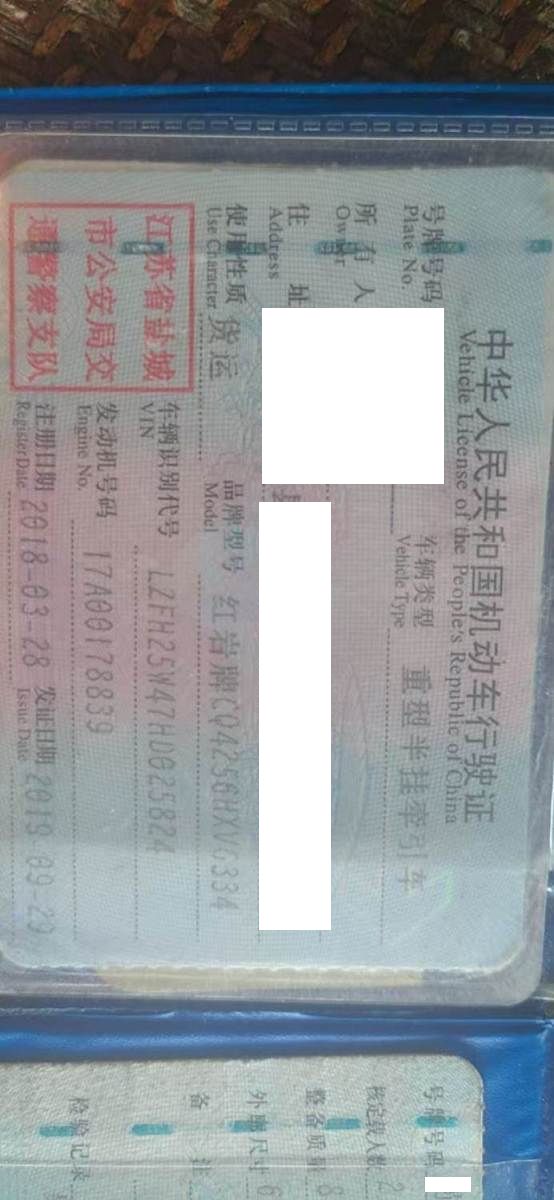 中华人民共和国机动车行驶证
Vehicle License of the People's Republic of China
号牌号码
Plate No.
车辆类型 重型半挂牵引车
Vehicle Type
所有人
Owner
住址
Address
使用性质 货运
Use Character
品牌型号 红岩牌CQ4256HXVG334
Model
江苏省盐城
市公安局交
通警察支队
车辆识别代号 LZFH25W47HD025824
VIN
发动机号码 17A00178839
Engine No.
注册日期 2018-03-28 发证日期 2019-09-29
Register Date Issue Date
号牌号码
核定载人数 2
整备质量 8
外廓尺寸 6
备注
检验记录